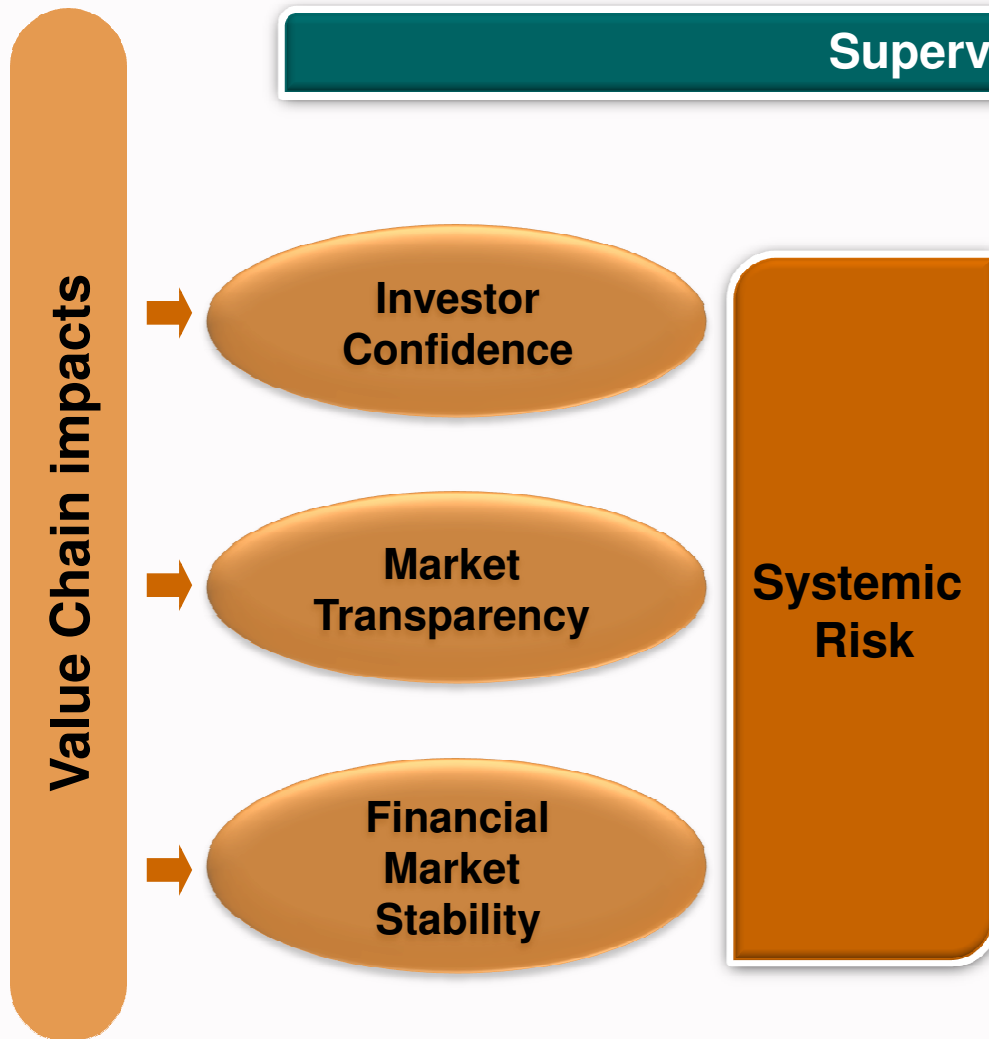 Superv
Value Chain impacts
Investor
Confidence
Market
Transparency
Financial
Market
Stability
Systemic
Risk